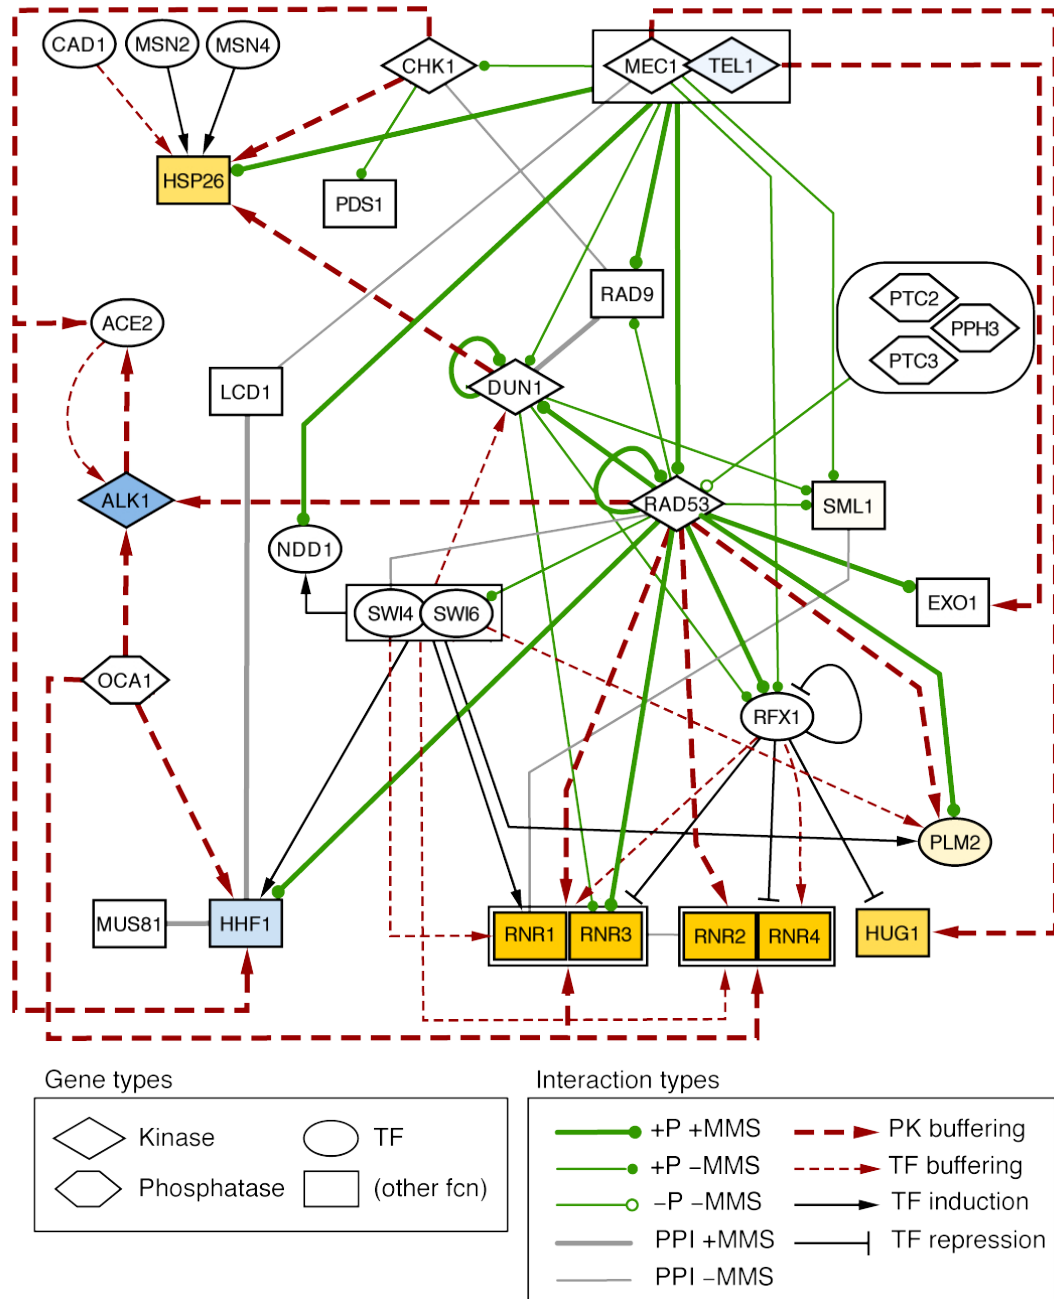 CAD1 MSN2 MSN4
CHK1 MEC1 TEL1
HSP26
PDS1
RAD9 PTC2
PPH3
PTC3
ACE2
LCD1 DUN1
ALK1 RAD53 SML1
NDD1
SWI4 SWI6 EXO1
OCA1
RFX1
PLM2
MUS81 HHF1 RNR1 RNR3 RNR2 RNR4 HUG1
Gene types
Kinase TF
Phosphatase (other fcn)
Interaction types
+P +MMS PK buffering
+P –MMS TF buffering
–P –MMS TF induction
PPI +MMS TF repression
PPI –MMS